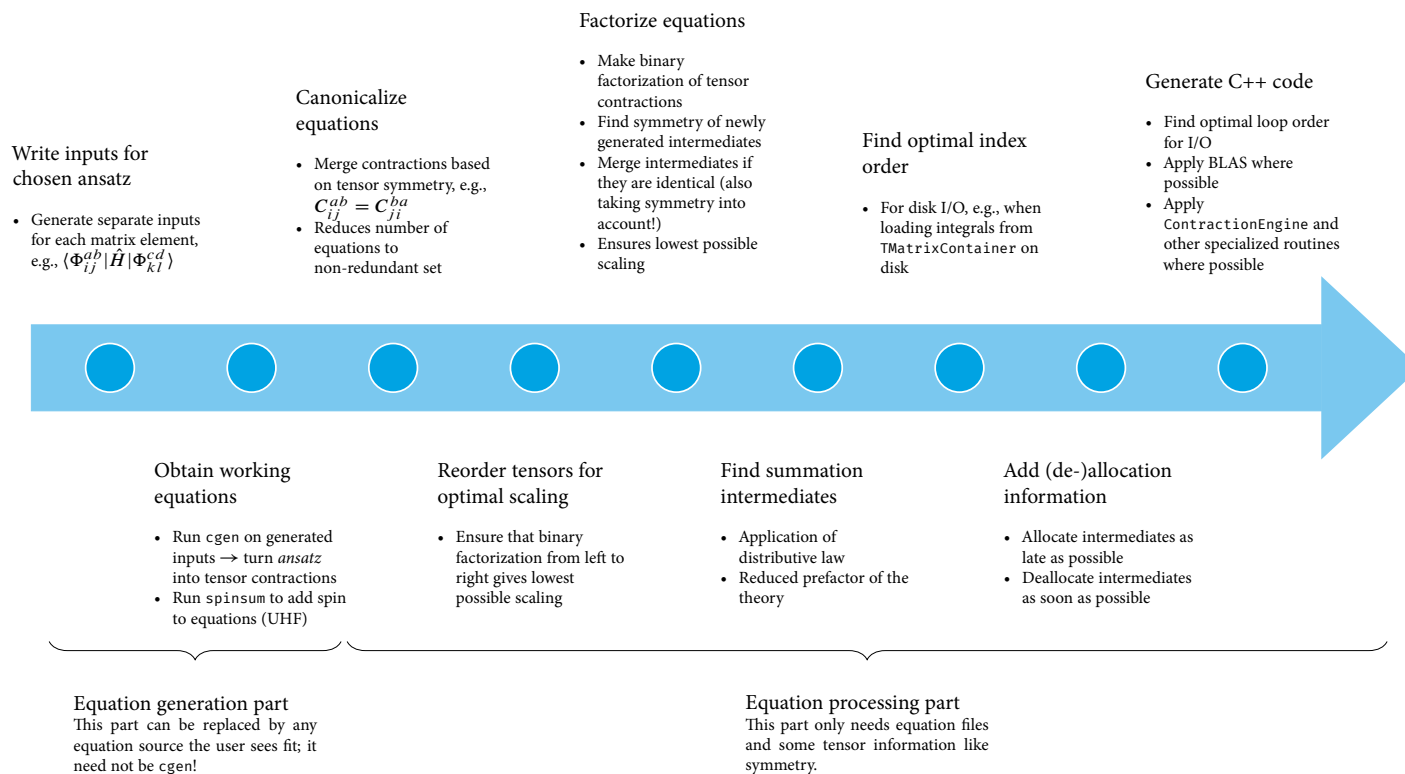 Write inputs for
chosen ansatz
• Generate separate inputs
for each matrix element,
e.g., ⟨Φ_{ij}^{ab}|Ĥ|Φ_{kl}^{cd}⟩
Obtain working
equations
• Run cgen on generated
inputs → turn ansatz
into tensor contractions
• Run spinsum to add spin
to equations (UHF)
Canonicalize
equations
• Merge contractions based
on tensor symmetry, e.g.,
C_{ij}^{ab} = C_{ji}^{ba}
• Reduces number of
equations to
non-redundant set
Reorder tensors for
optimal scaling
• Ensure that binary
factorization from left to
right gives lowest
possible scaling
Factorize equations
• Make binary
factorization of tensor
contractions
• Find symmetry of newly
generated intermediates
• Merge intermediates if
they are identical (also
taking symmetry into
account!)
• Ensures lowest possible
scaling
Find summation
intermediates
• Application of
distributive law
• Reduced prefactor of the
theory
Find optimal index
order
• For disk I/O, e.g., when
loading integrals from
TMatrixContainer on
disk
Add (de-)allocation
information
• Allocate intermediates as
late as possible
• Deallocate intermediates
as soon as possible
Generate C++ code
• Find optimal loop order
for I/O
• Apply BLAS where
possible
• Apply
ContractionEngine and
other specialized routines
where possible
Equation generation part
This part can be replaced by any
equation source the user sees fit; it
need not be cgen!
Equation processing part
This part only needs equation files
and some tensor information like
symmetry.